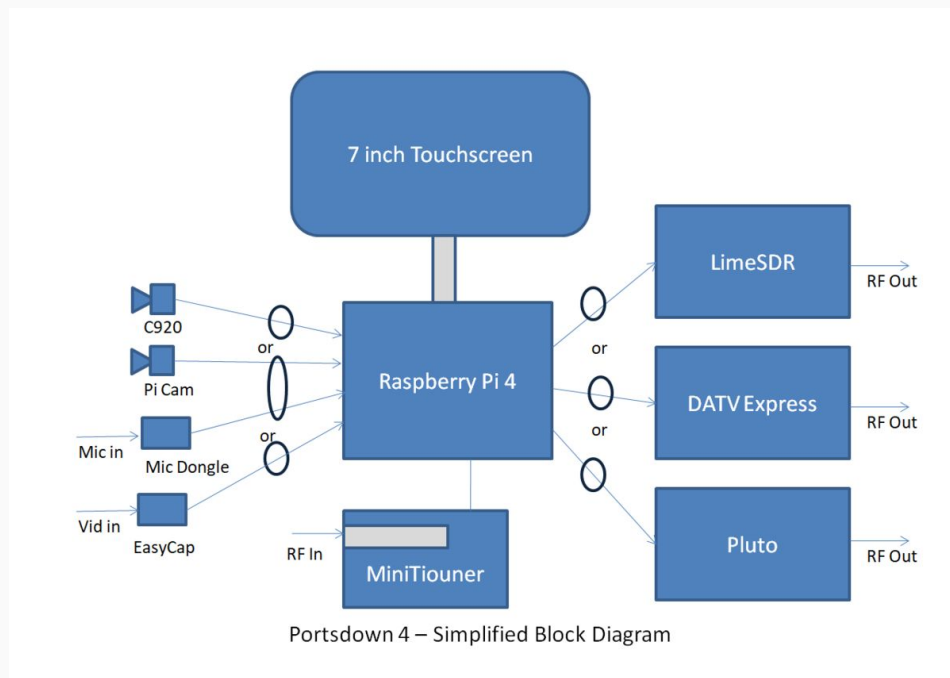 7 inch Touchscreen
LimeSDR
RF Out
C920
or
or
Pi Cam
Raspberry Pi 4
DATV Express
RF Out
or
or
Mic in
Mic Dongle
Vid in
EasyCap
RF In
MiniTiouner
Pluto
RF Out
Portsdown 4 – Simplified Block Diagram